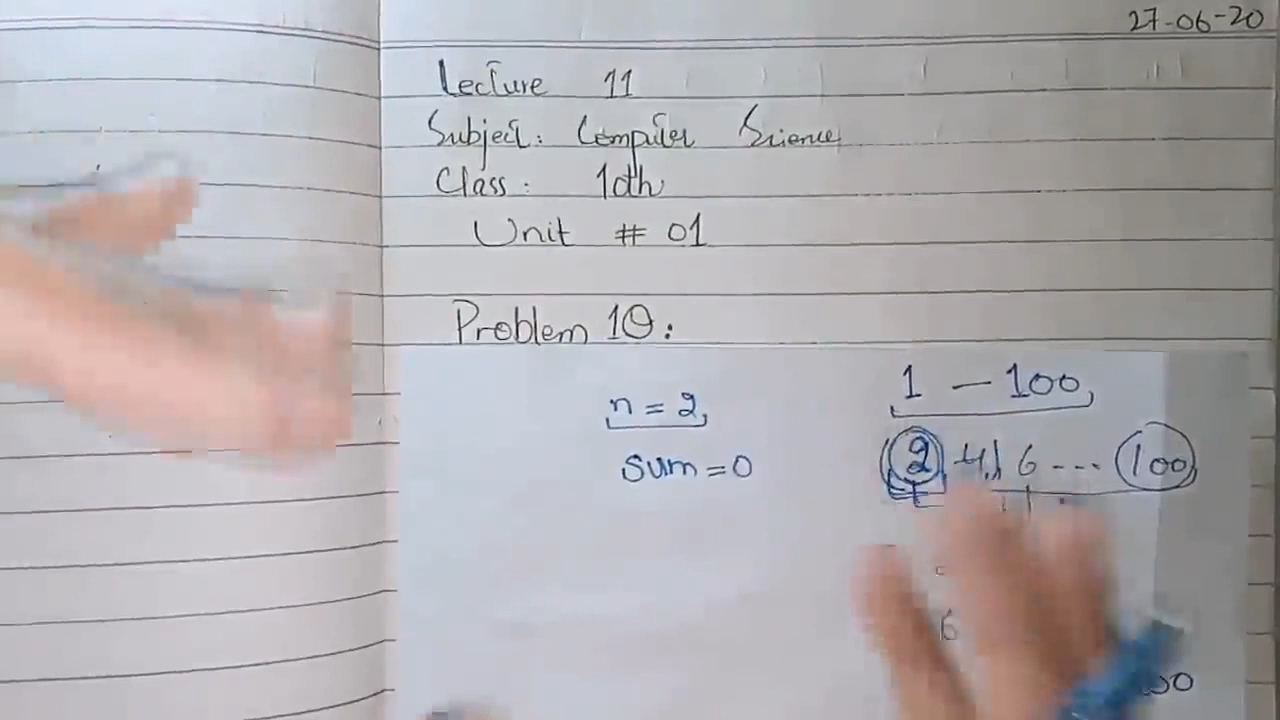 27-06-20
Lecture 11
Subject: Computer Science
Class: 10th
Unit # 01
Problem 10:
n = 2,
sum = 0
1 - 100,
2 4, 6 --- 100
6